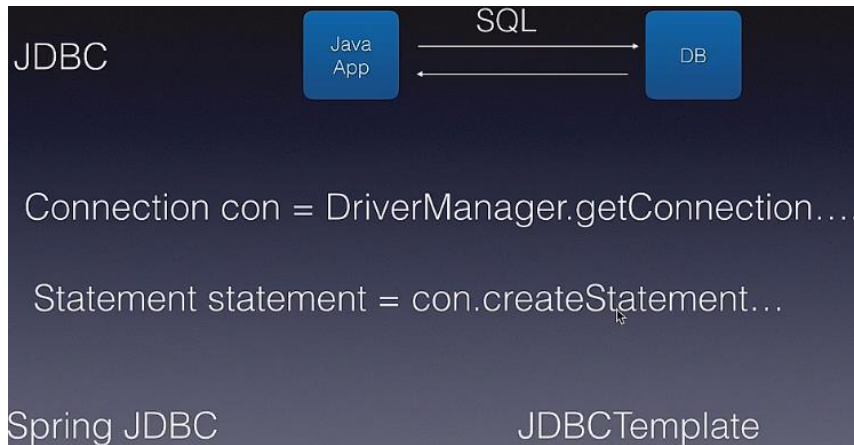 SQL
JDBC
Java
App
DB
Connection con = DriverManager.getConnection....
Statement statement = con.createStatement...
Spring JDBC
JDBCTemplate